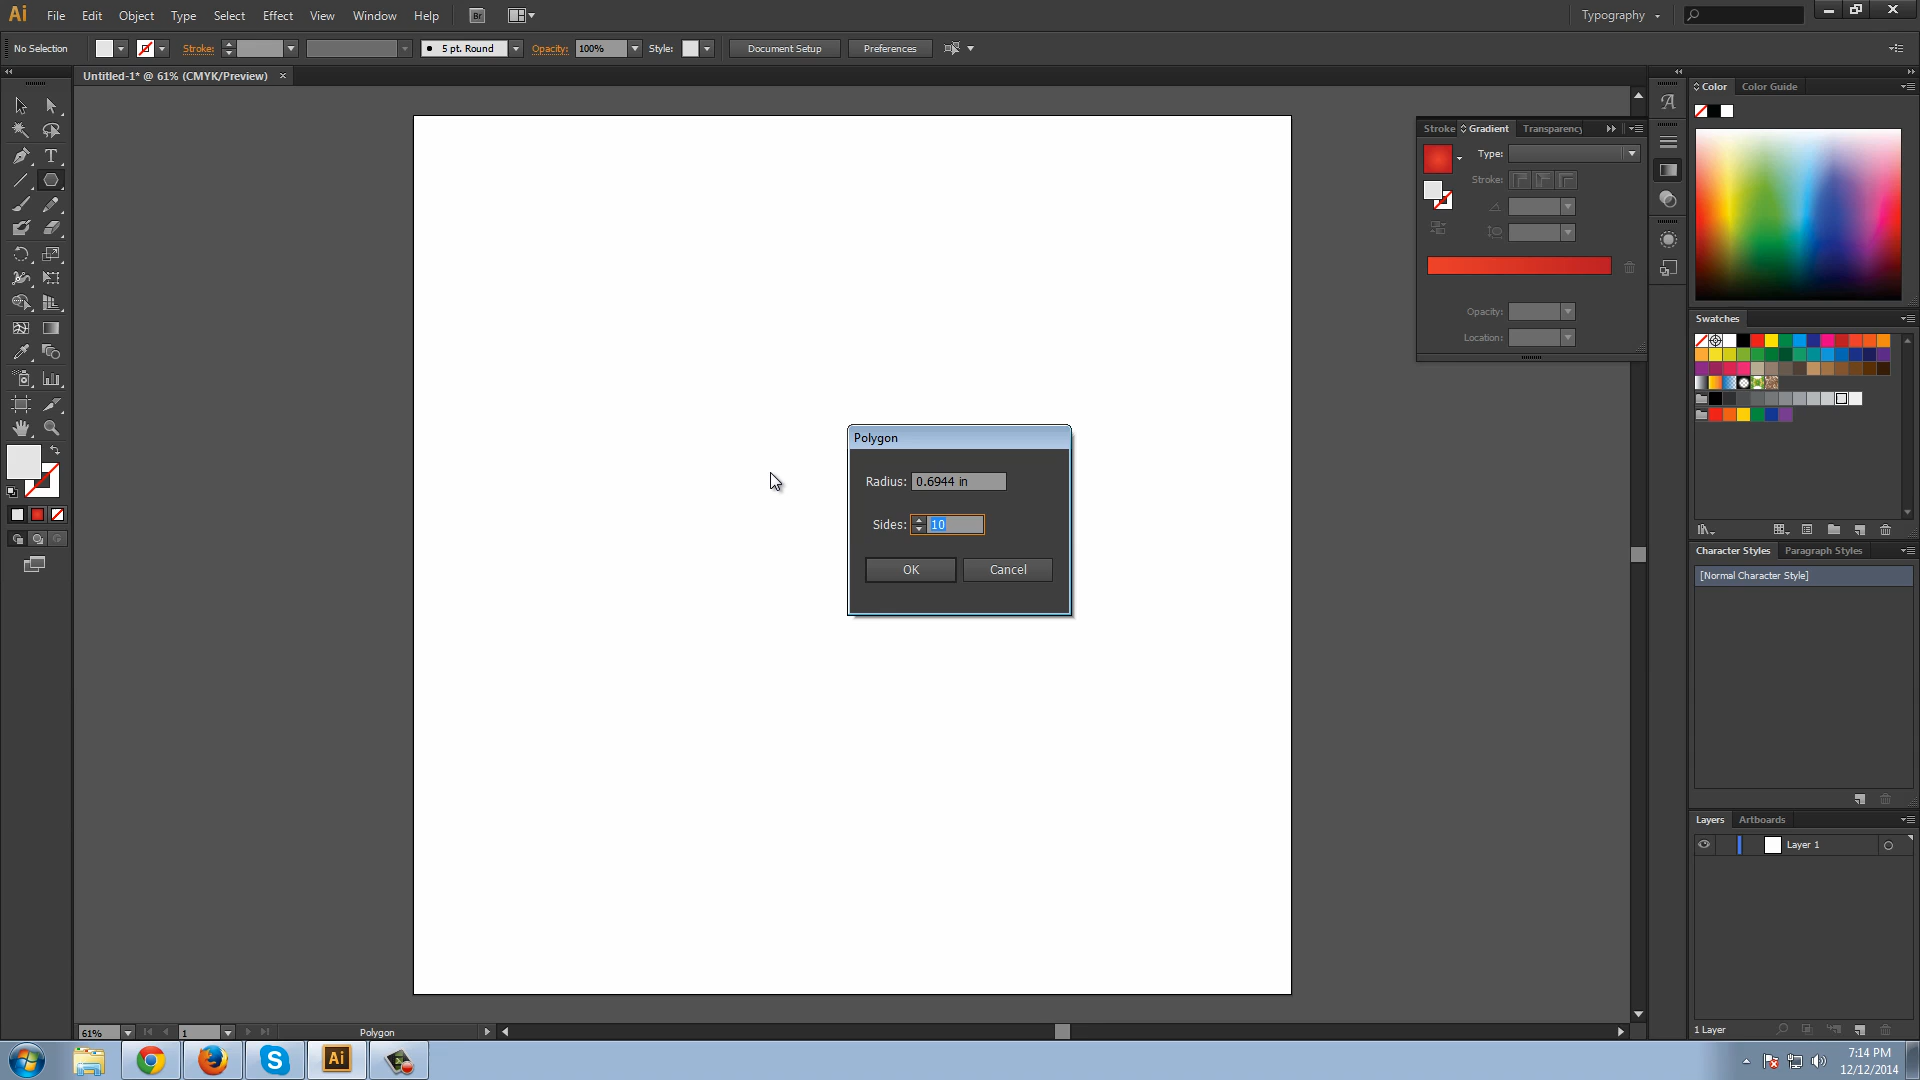 Ai File Edit Object Type Select Effect View Window Help Br Typography
No Selection Stroke: 5 pt. Round Opacity: 100% Style: Document Setup Preferences
Untitled-1* @ 61% (CMYK/Preview) ×
Color Color Guide
Stroke Gradient Transparency
Type:
Stroke:
Opacity:
Location:
Swatches
Polygon
Radius: 0.6944 in
Sides: 10
OK Cancel
Character Styles Paragraph Styles
[Normal Character Style]
Layers Artboards
Layer 1
1 Layer
61% 1 Polygon
Ai
7:14 PM
12/12/2014